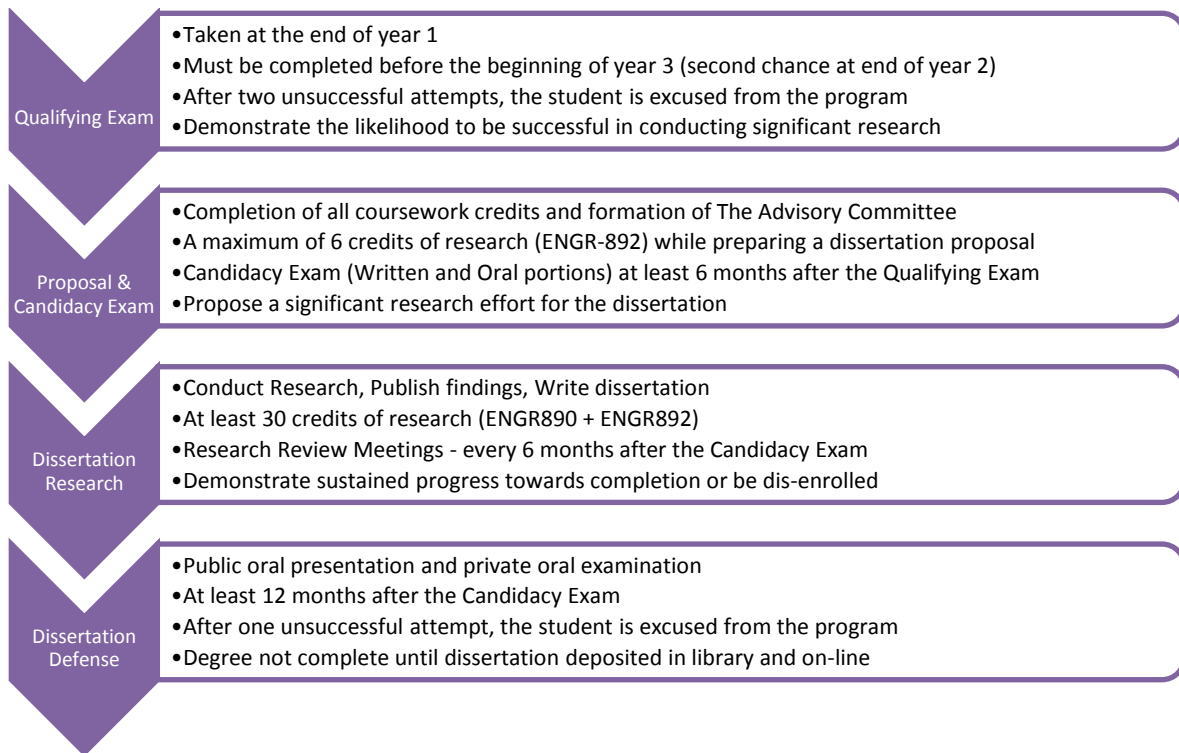 Qualifying Exam
•Taken at the end of year 1
•Must be completed before the beginning of year 3 (second chance at end of year 2)
•After two unsuccessful attempts, the student is excused from the program
•Demonstrate the likelihood to be successful in conducting significant research
Proposal &
Candidacy Exam
•Completion of all coursework credits and formation of The Advisory Committee
•A maximum of 6 credits of research (ENGR-892) while preparing a dissertation proposal
•Candidacy Exam (Written and Oral portions) at least 6 months after the Qualifying Exam
•Propose a significant research effort for the dissertation
Dissertation
Research
•Conduct Research, Publish findings, Write dissertation
•At least 30 credits of research (ENGR890 + ENGR892)
•Research Review Meetings - every 6 months after the Candidacy Exam
•Demonstrate sustained progress towards completion or be dis-enrolled
Dissertation
Defense
•Public oral presentation and private oral examination
•At least 12 months after the Candidacy Exam
•After one unsuccessful attempt, the student is excused from the program
•Degree not complete until dissertation deposited in library and on-line